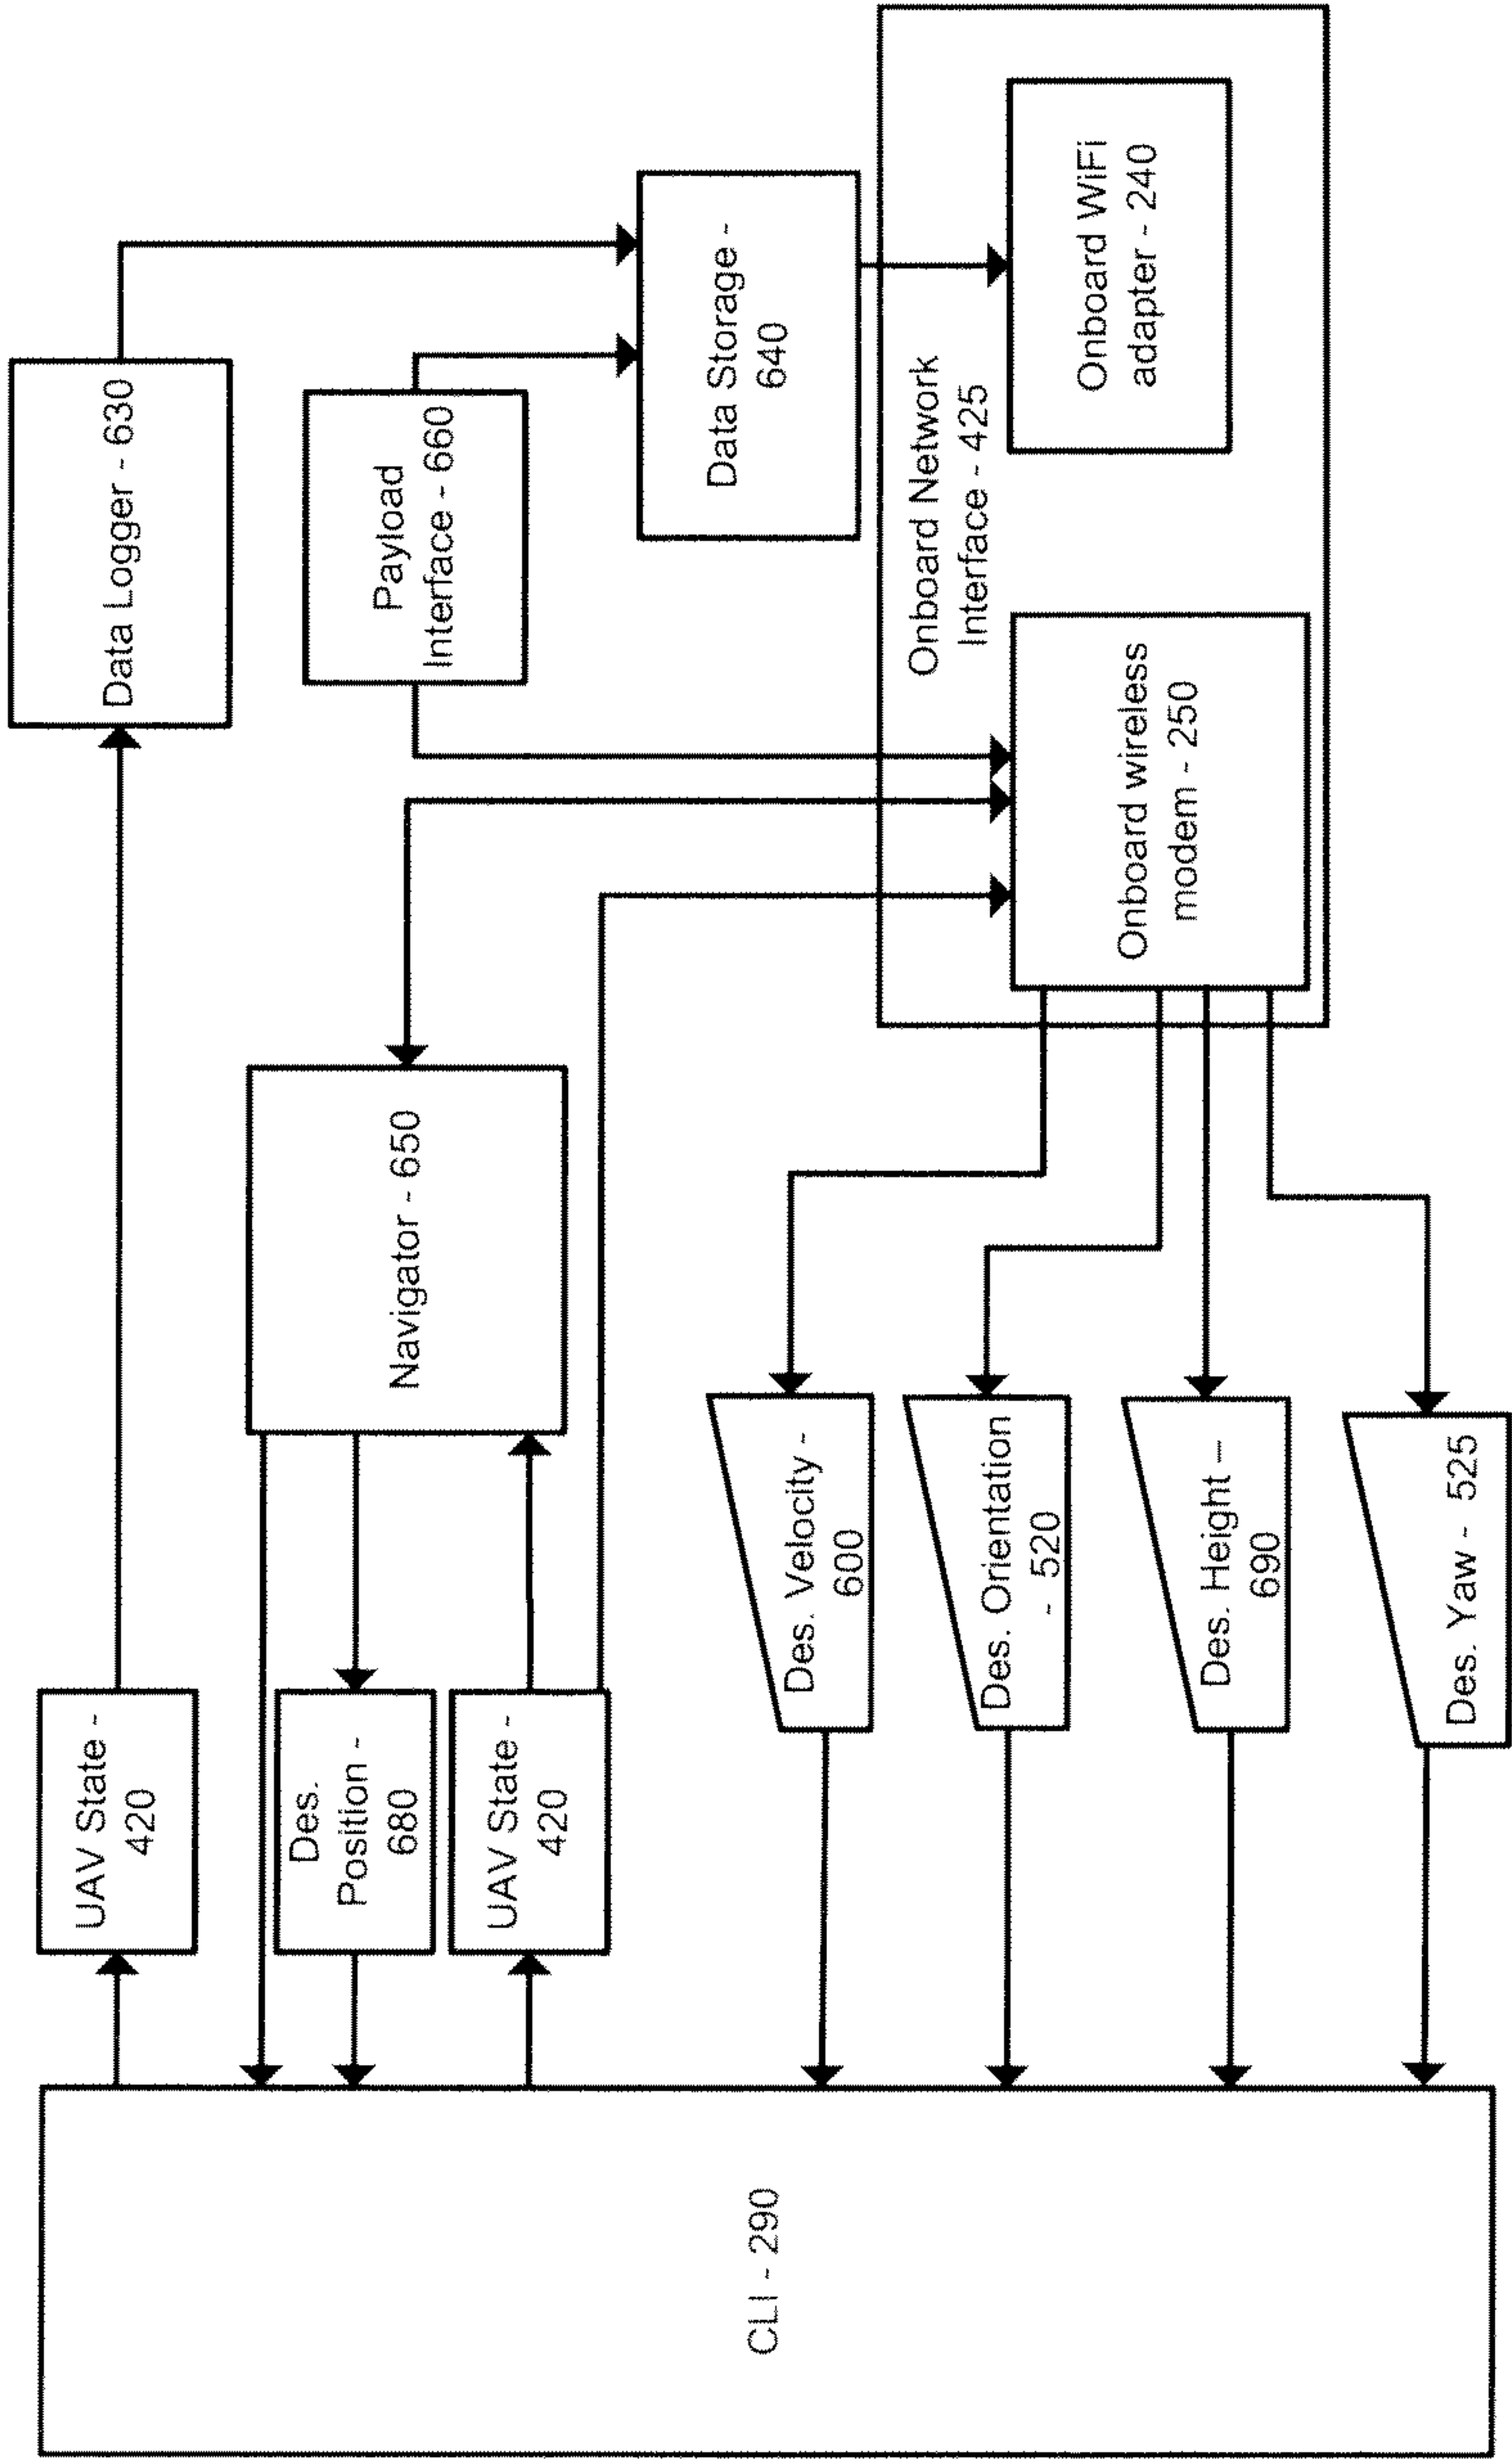 CLI - 290
UAV State -
420
Des.
Position -
680
UAV State -
420
Des. Velocity -
600
Des. Orientation
- 520
Des. Height –
690
Des. Yaw - 525
Navigator - 650
Data Logger - 630
Payload
Interface - 660
Data Storage -
640
Onboard Network
Interface - 425
Onboard wireless
modem - 250
Onboard WiFi
adapter - 240